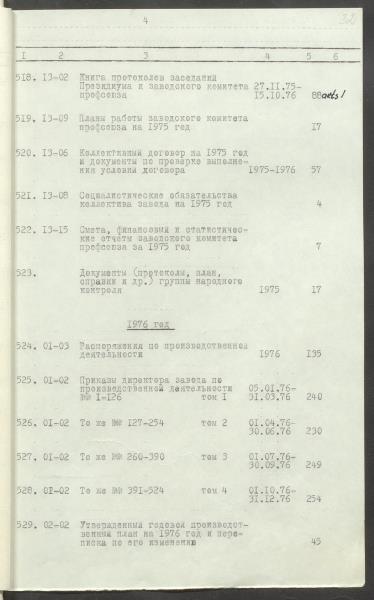 4
32
1 2 3 4 5 6
518. 13-02 Книга протоколов заседаний
Президиума и заводского комитета 27.11.75-
профсоюза 15.10.76 88
519. 13-09 Планы работы заводского комитета
профсоюза на 1975 год 17
520. 13-06 Коллективный договор на 1975 год
и документы по проверке выполне-
ния условий договора 1975-1976 57
521. 13-08 Социалистические обязательства
коллектива завода на 1975 год 4
522. 13-15 Смета, финансовый и статистичес-
кие отчеты заводского комитета
профсоюза за 1975 год 7
523. Документы (протоколы, план,
справки и др.) группы народного
контроля 1975 17
1976 год
524. 01-03 Распоряжения по производственной
деятельности 1976 135
525. 01-02 Приказы директора завода по
производственной деятельности 05.01.76-
№№ 1-126 том 1 31.03.76 240
526. 01-02 То же №№ 127-254 том 2 01.04.76-
30.06.76 230
527. 01-02 То же №№ 260-390 том 3 01.07.76-
30.09.76 249
528. 01-02 То же №№ 391-524 том 4 01.10.76-
31.12.76 254
529. 02-02 Утвержденный годовой производст-
венный план на 1976 год и пере-
писка по его изменению 45